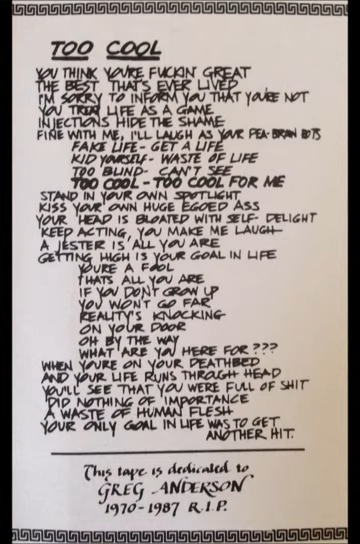 TOO COOL
YOU THINK YOU'RE FUCKIN' GREAT
THE BEST THAT'S EVER LIVED
I'M SORRY TO INFORM YOU THAT YOU'RE NOT
YOU TREAT LIFE AS A GAME
INJECTIONS HIDE THE SHAME
FINE WITH ME, I'LL LAUGH AS YOUR PEA-BRAIN ROTS
FAKE LIFE - GET A LIFE
KID YOURSELF - WASTE OF LIFE
TOO BLIND - CAN'T SEE
TOO COOL - TOO COOL FOR ME
STAND IN YOUR OWN SPOTLIGHT
KISS YOUR OWN HUGE EGOED ASS
YOUR HEAD IS BLOATED WITH SELF-DELIGHT
KEEP ACTING, YOU MAKE ME LAUGH
A JESTER IS ALL YOU ARE
GETTING HIGH IS YOUR GOAL IN LIFE
YOU'RE A FOOL
THATS ALL YOU ARE
IF YOU DON'T GROW UP
YOU WON'T GO FAR
REALITY'S KNOCKING
ON YOUR DOOR
OH BY THE WAY
WHAT ARE YOU HERE FOR???
WHEN YOU'RE ON YOUR DEATHBED
AND YOUR LIFE RUNS THROUGH HEAD
YOU'LL SEE THAT YOU WERE FULL OF SHIT
DID NOTHING OF IMPORTANCE
A WASTE OF HUMAN FLESH
YOUR ONLY GOAL IN LIFE WAS TO GET
ANOTHER HIT.
This tape is dedicated to
GREG ANDERSON
1970-1987 R.I.P.